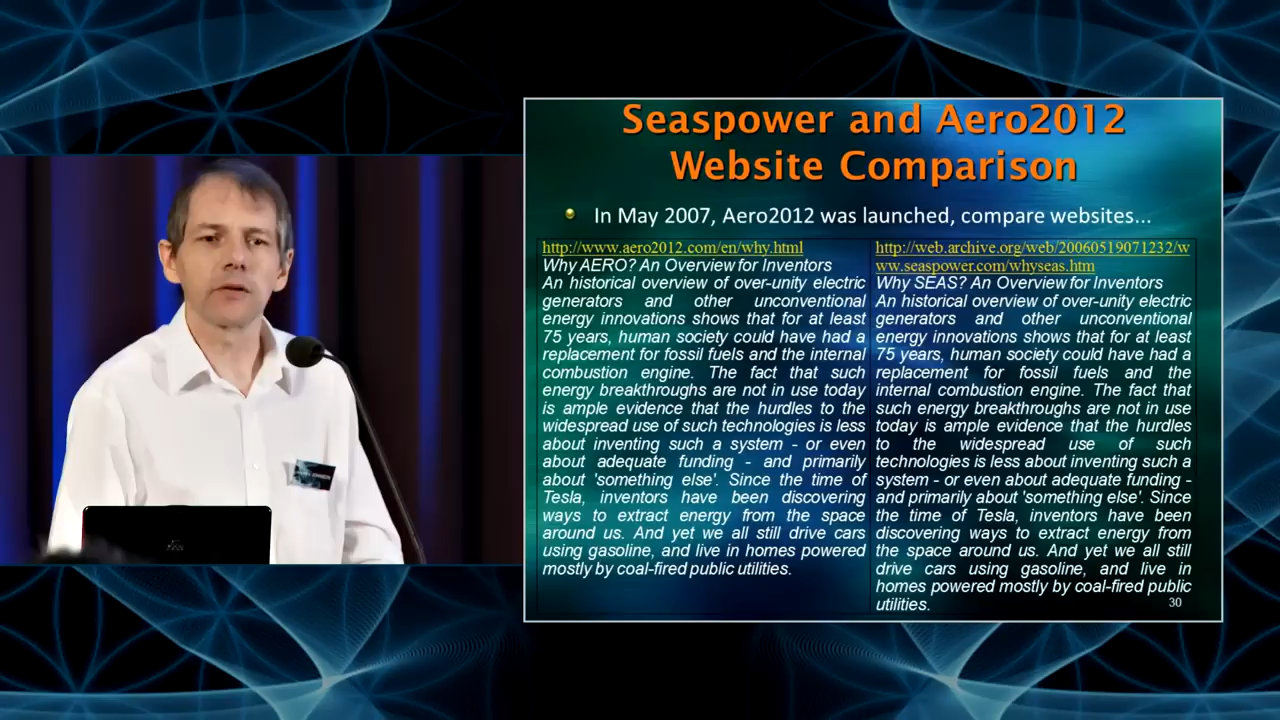 Seaspower and Aero2012
Website Comparison
In May 2007, Aero2012 was launched, compare websites...
http://www.aero2012.com/en/why.html
Why AERO? An Overview for Inventors
An historical overview of over-unity electric
generators and other unconventional
energy innovations shows that for at least
75 years, human society could have had a
replacement for fossil fuels and the internal
combustion engine. The fact that such
energy breakthroughs are not in use today
is ample evidence that the hurdles to the
widespread use of such technologies is less
about inventing such a system - or even
about adequate funding - and primarily
about 'something else'. Since the time of
Tesla, inventors have been discovering
ways to extract energy from the space
around us. And yet we all still drive cars
using gasoline, and live in homes powered
mostly by coal-fired public utilities.
http://web.archive.org/web/20060519071232/w
ww.seaspower.com/whyseas.htm
Why SEAS? An Overview for Inventors
An historical overview of over-unity electric
generators and other unconventional
energy innovations shows that for at least
75 years, human society could have had a
replacement for fossil fuels and the
internal combustion engine. The fact that
such energy breakthroughs are not in use
today is ample evidence that the hurdles
to the widespread use of such
technologies is less about inventing such a
system - or even about adequate funding -
and primarily about 'something else'. Since
the time of Tesla, inventors have been
discovering ways to extract energy from
the space around us. And yet we all still
drive cars using gasoline, and live in
homes powered mostly by coal-fired public
utilities.
30